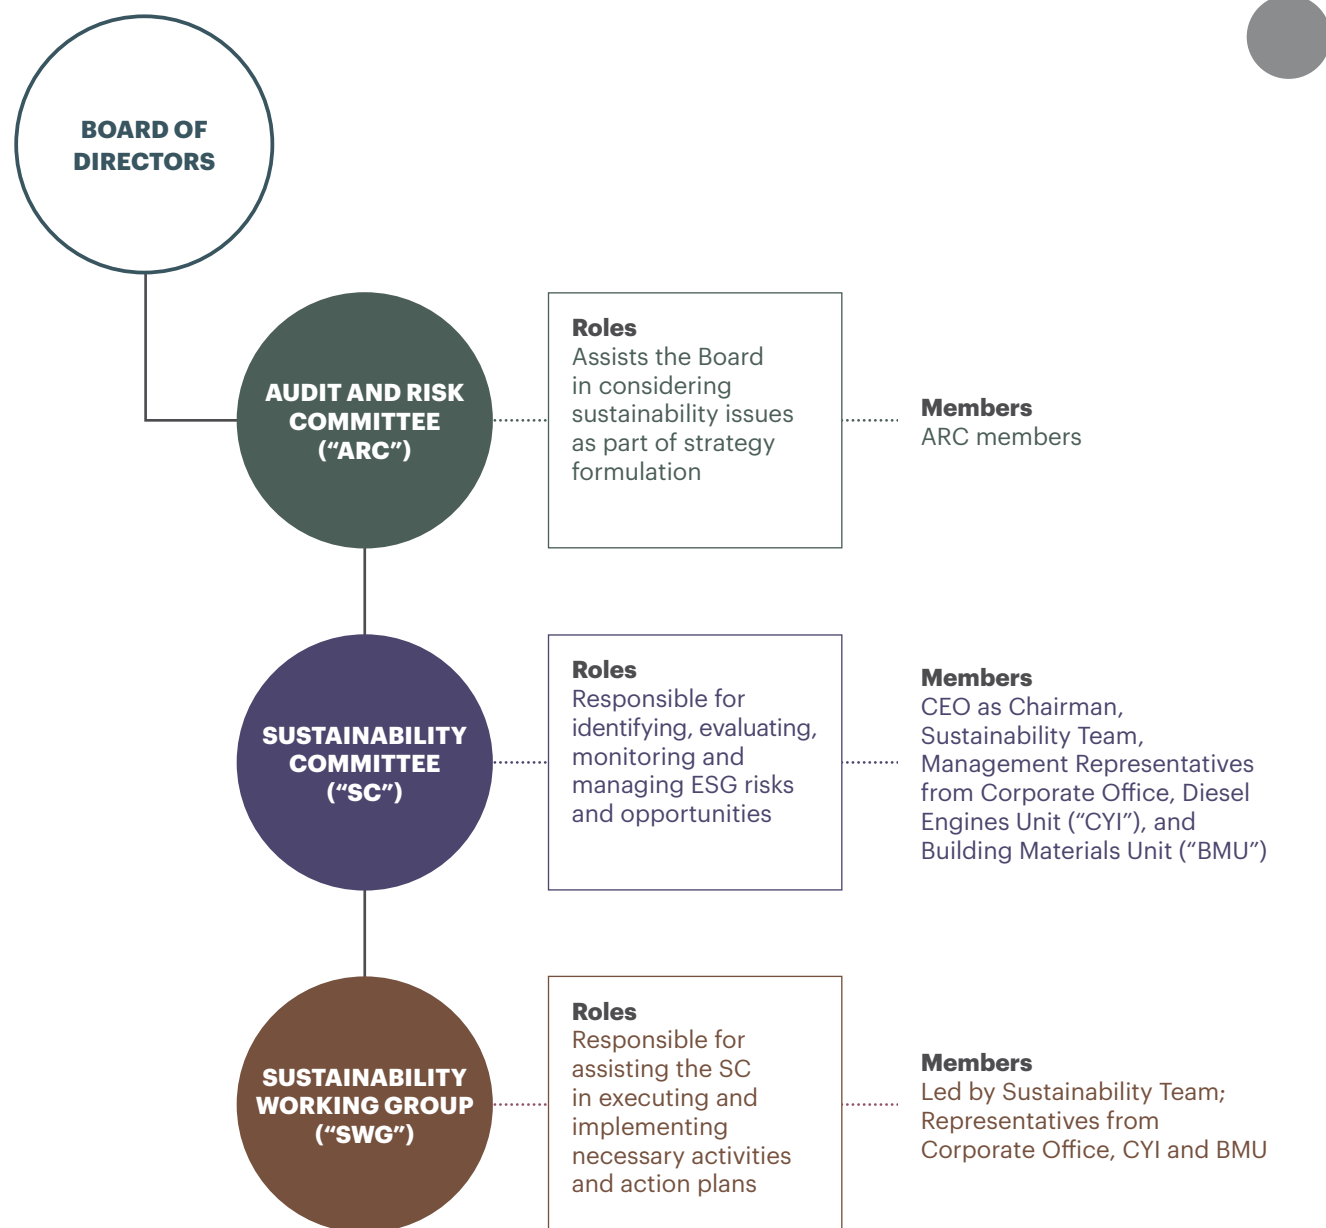 BOARD OF
DIRECTORS
AUDIT AND RISK
COMMITTEE
(“ARC”)
Roles
Assists the Board
in considering
sustainability issues
as part of strategy
formulation
Members
ARC members
SUSTAINABILITY
COMMITTEE
(“SC”)
Roles
Responsible for
identifying, evaluating,
monitoring and
managing ESG risks
and opportunities
Members
CEO as Chairman,
Sustainability Team,
Management Representatives
from Corporate Office, Diesel
Engines Unit (“CYI”), and
Building Materials Unit (“BMU”)
SUSTAINABILITY
WORKING GROUP
(“SWG”)
Roles
Responsible for
assisting the SC
in executing and
implementing
necessary activities
and action plans
Members
Led by Sustainability Team;
Representatives from
Corporate Office, CYI and BMU